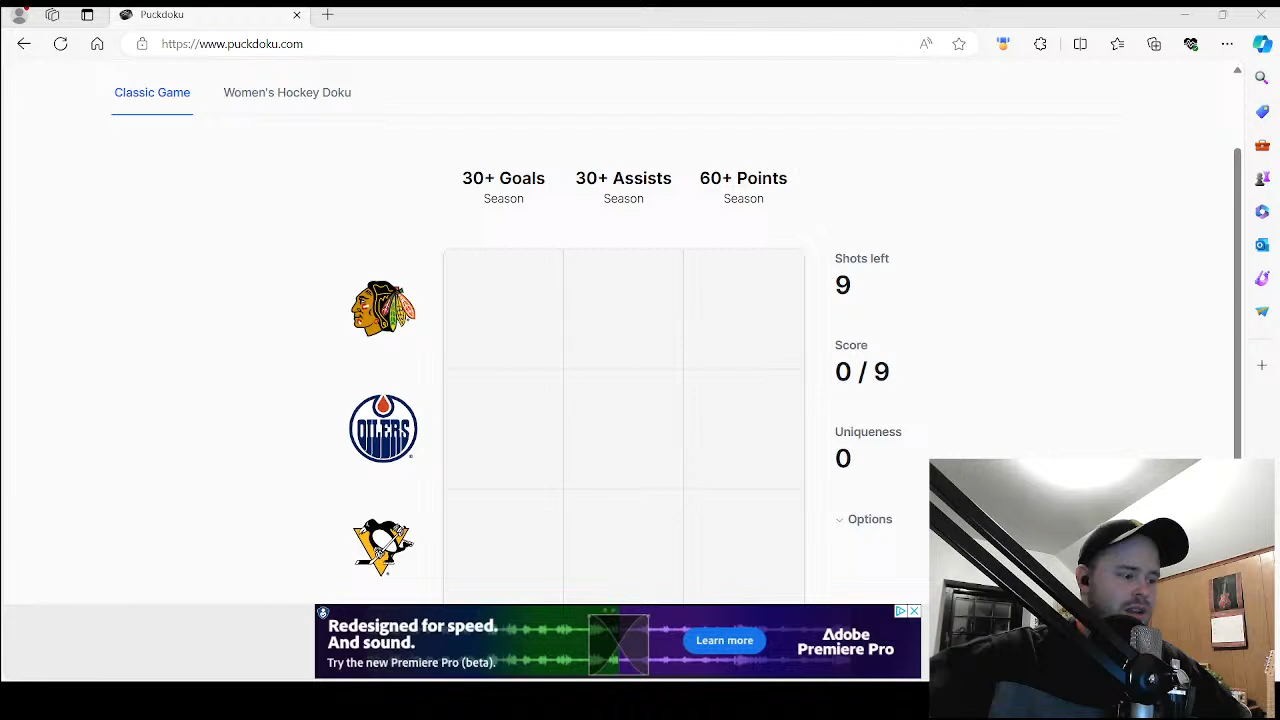 Puckdoku
https://www.puckdoku.com
Classic Game
Women's Hockey Doku
30+ Goals
Season
30+ Assists
Season
60+ Points
Season
OILERS
Shots left
9
Score
0 / 9
Uniqueness
0
Options
Redesigned for speed.
And sound.
Try the new Premiere Pro (beta).
Learn more
Adobe
Premiere Pro